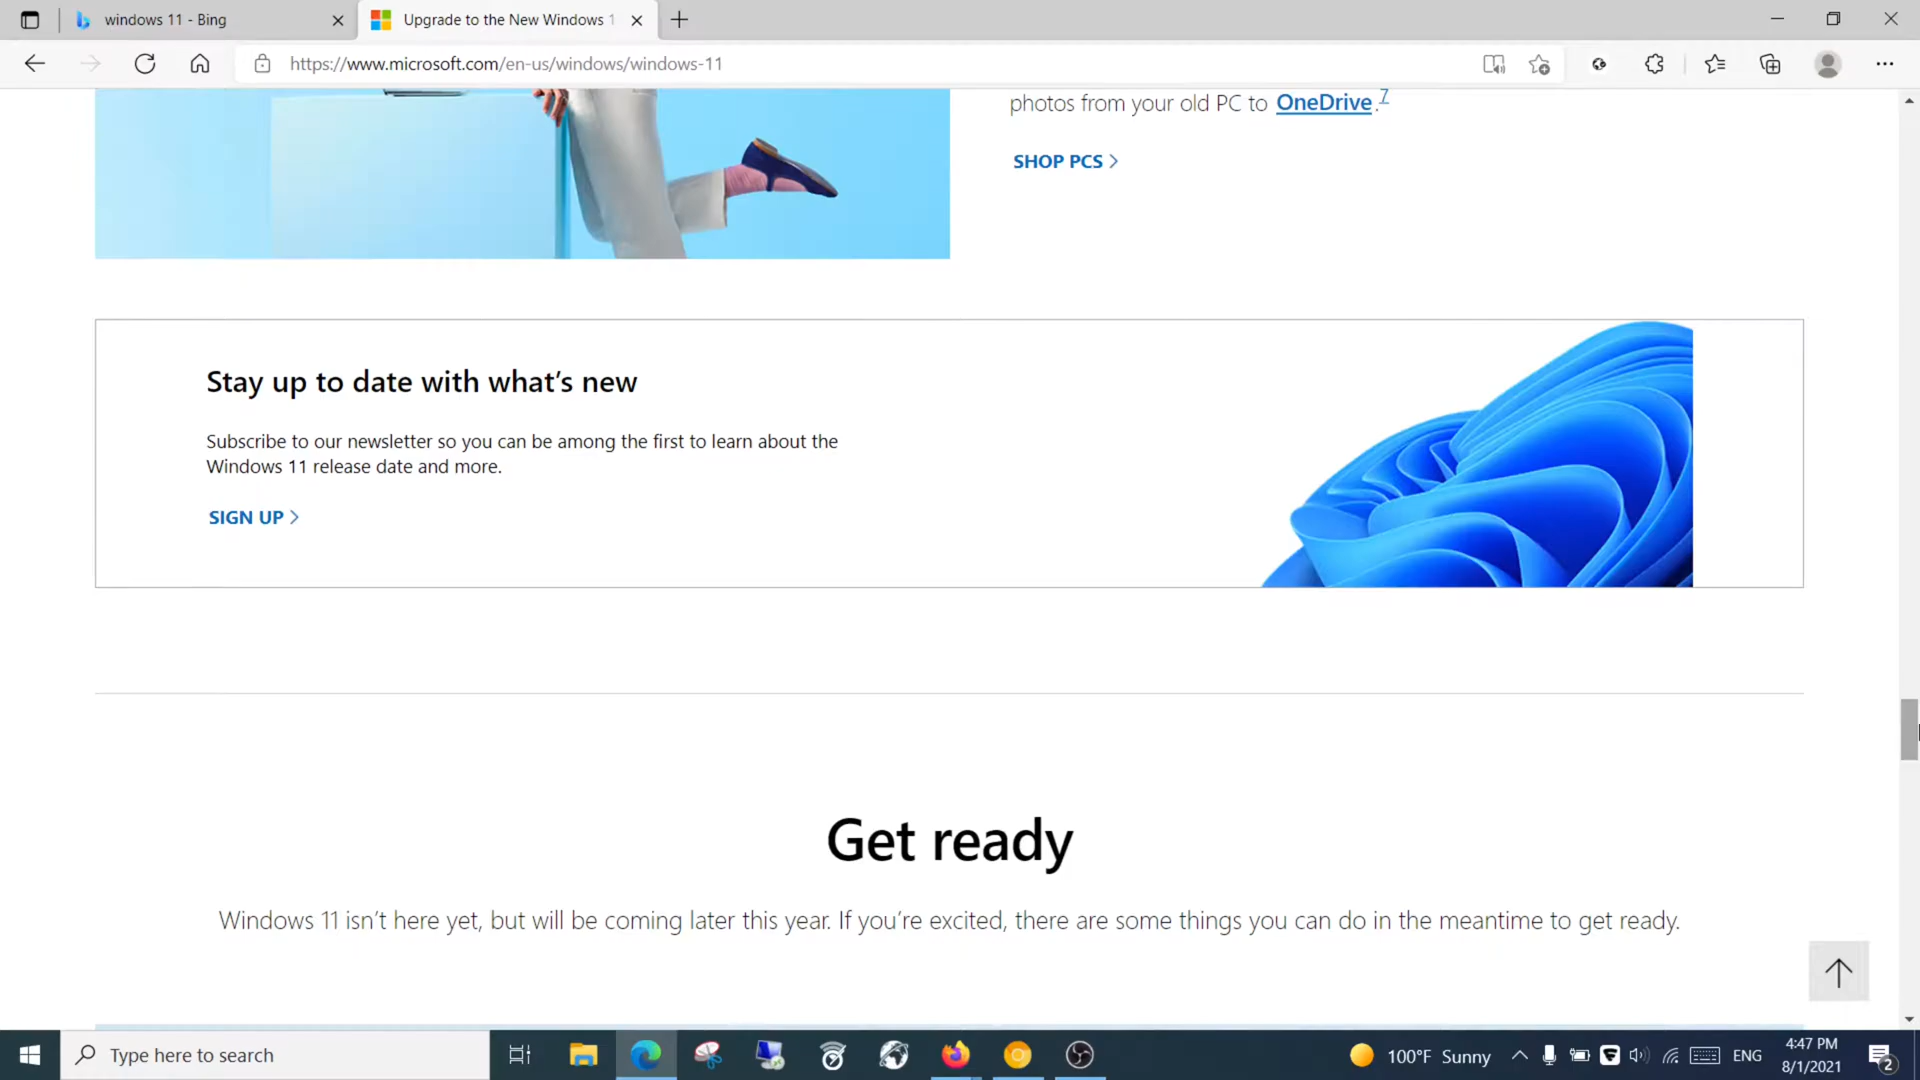 windows 11 - Bing
Upgrade to the New Windows 1
https://www.microsoft.com/en-us/windows/windows-11
photos from your old PC to OneDrive.7
SHOP PCS
Stay up to date with what's new
Subscribe to our newsletter so you can be among the first to learn about the
Windows 11 release date and more.
SIGN UP
Get ready
Windows 11 isn't here yet, but will be coming later this year. If you're excited, there are some things you can do in the meantime to get ready.
Type here to search
100°F Sunny
ENG
4:47 PM
8/1/2021
2